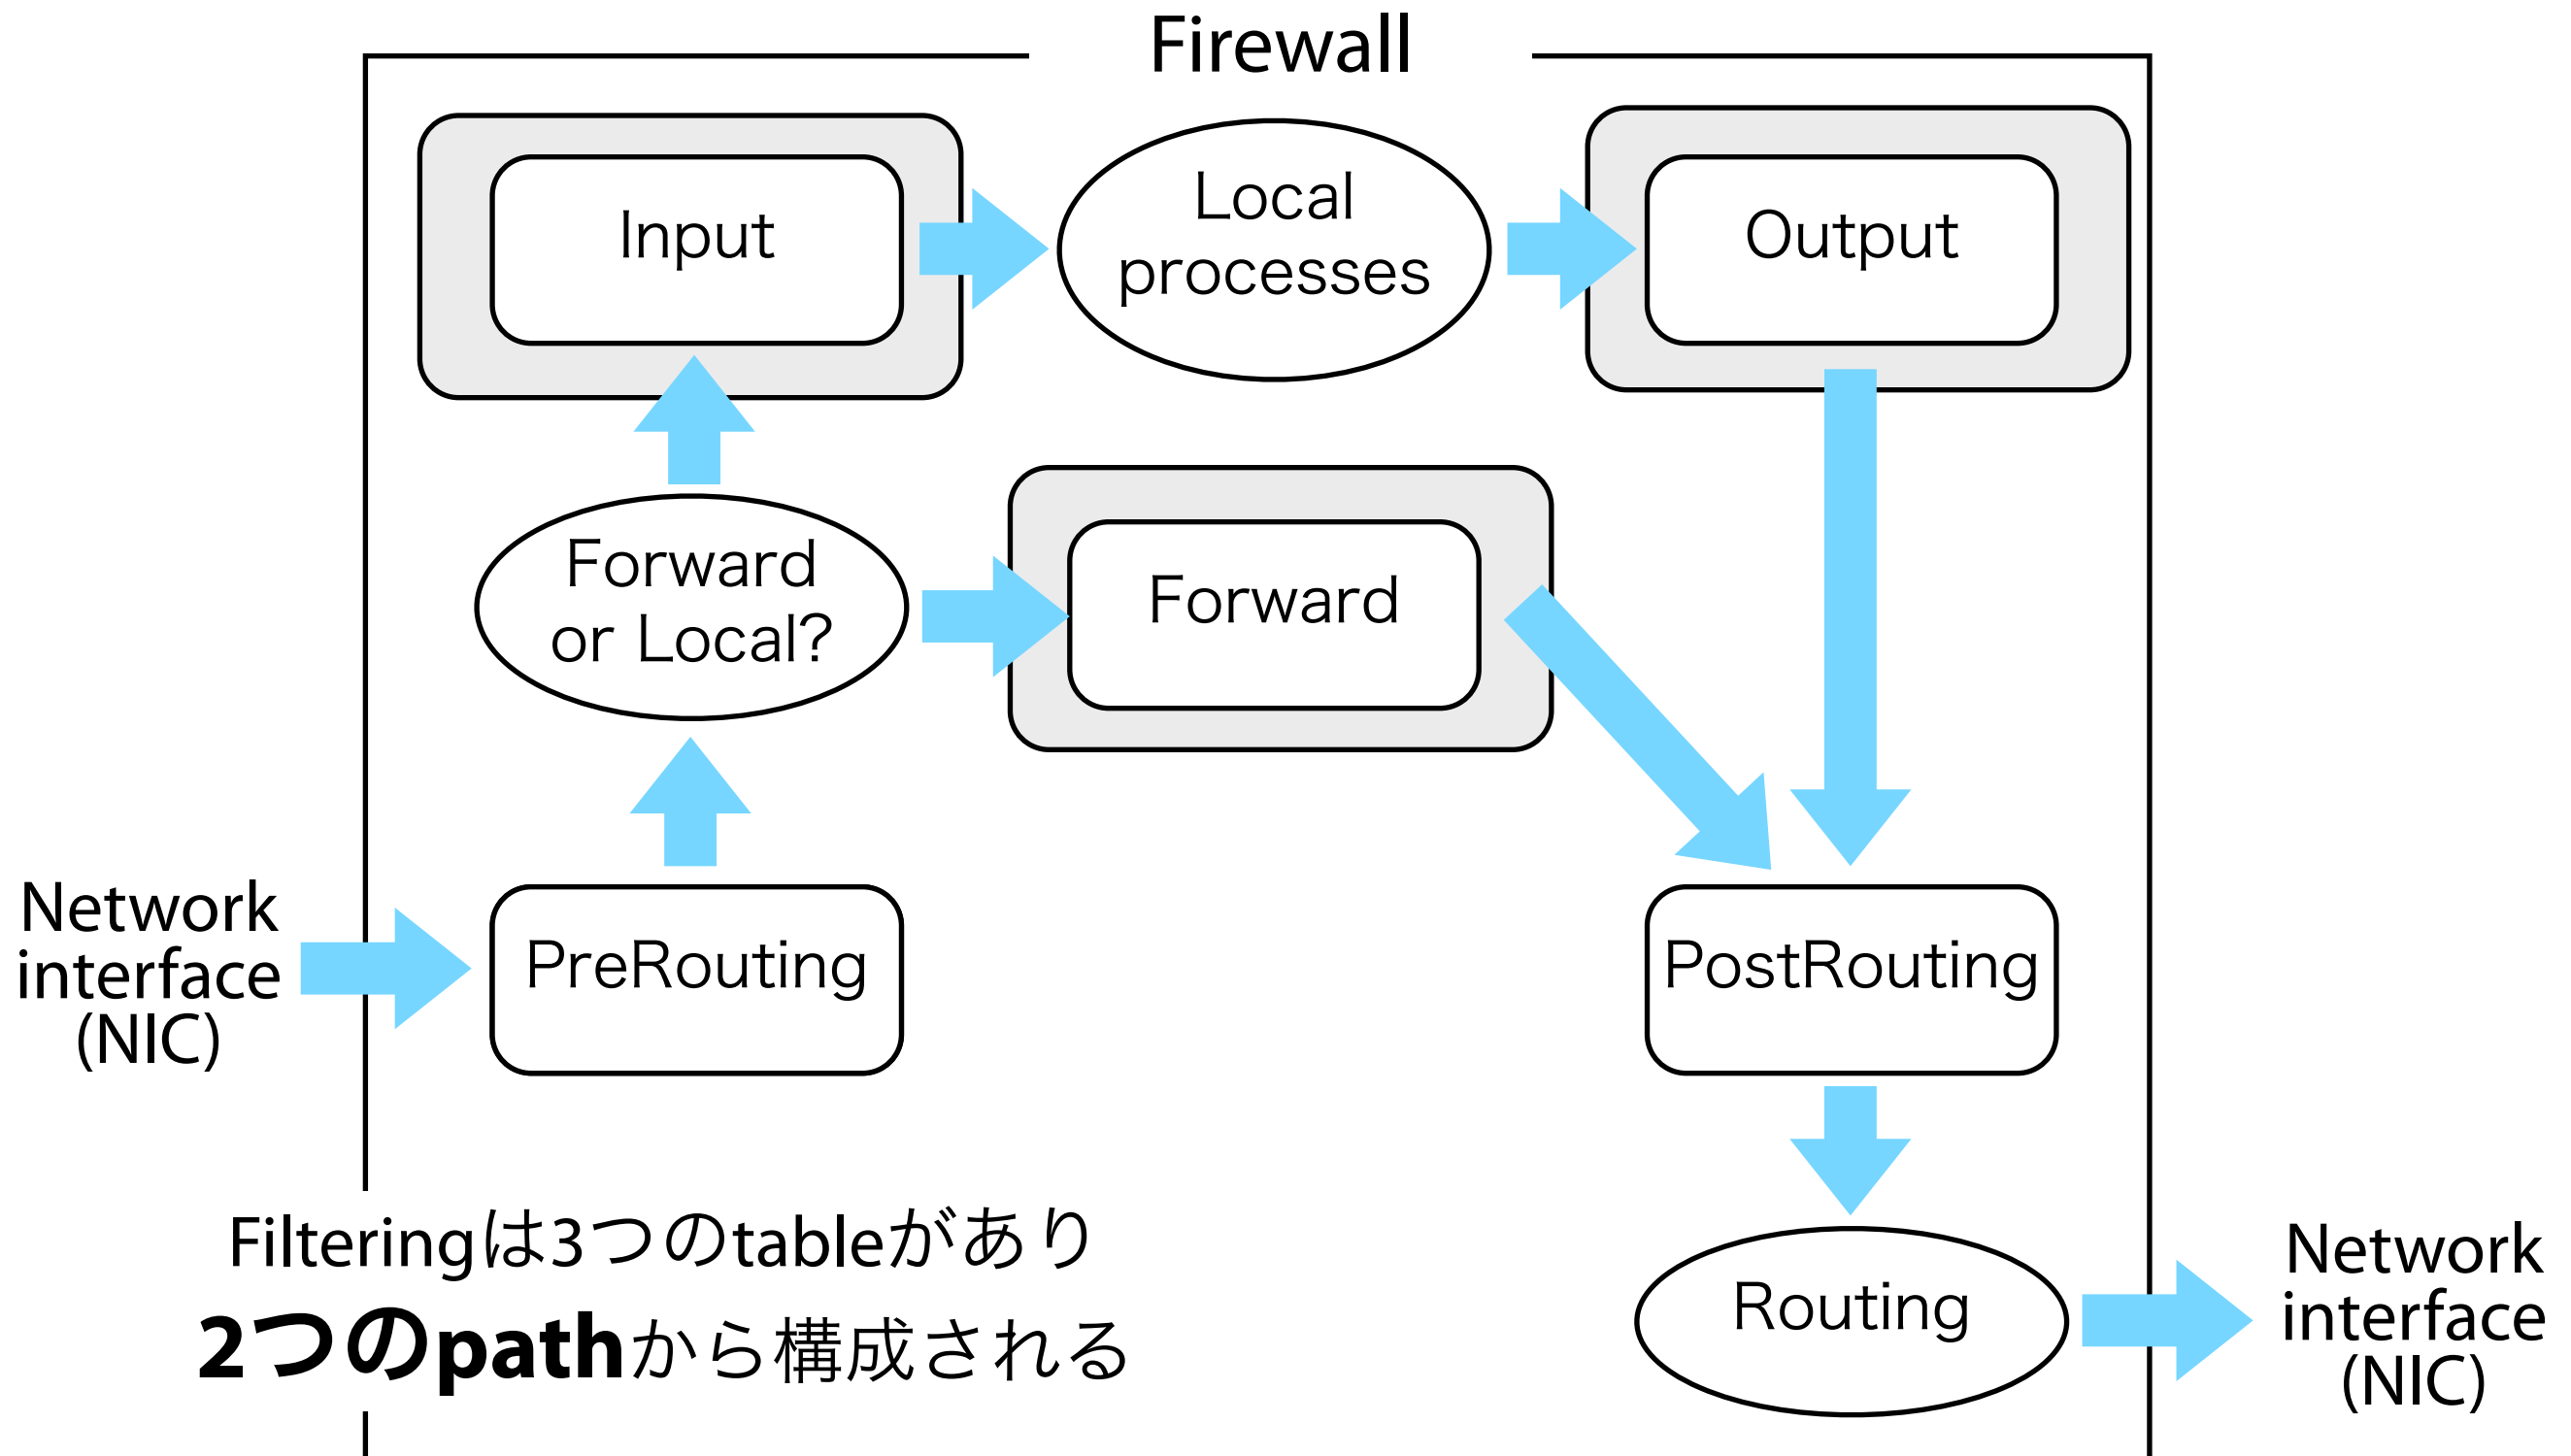 Firewall
Input
Local
processes
Output
Forward
or Local?
Forward
Network
interface
(NIC)
PreRouting
PostRouting
Filteringは3つのtableがあり
2つのpathから構成される
Routing
Network
interface
(NIC)